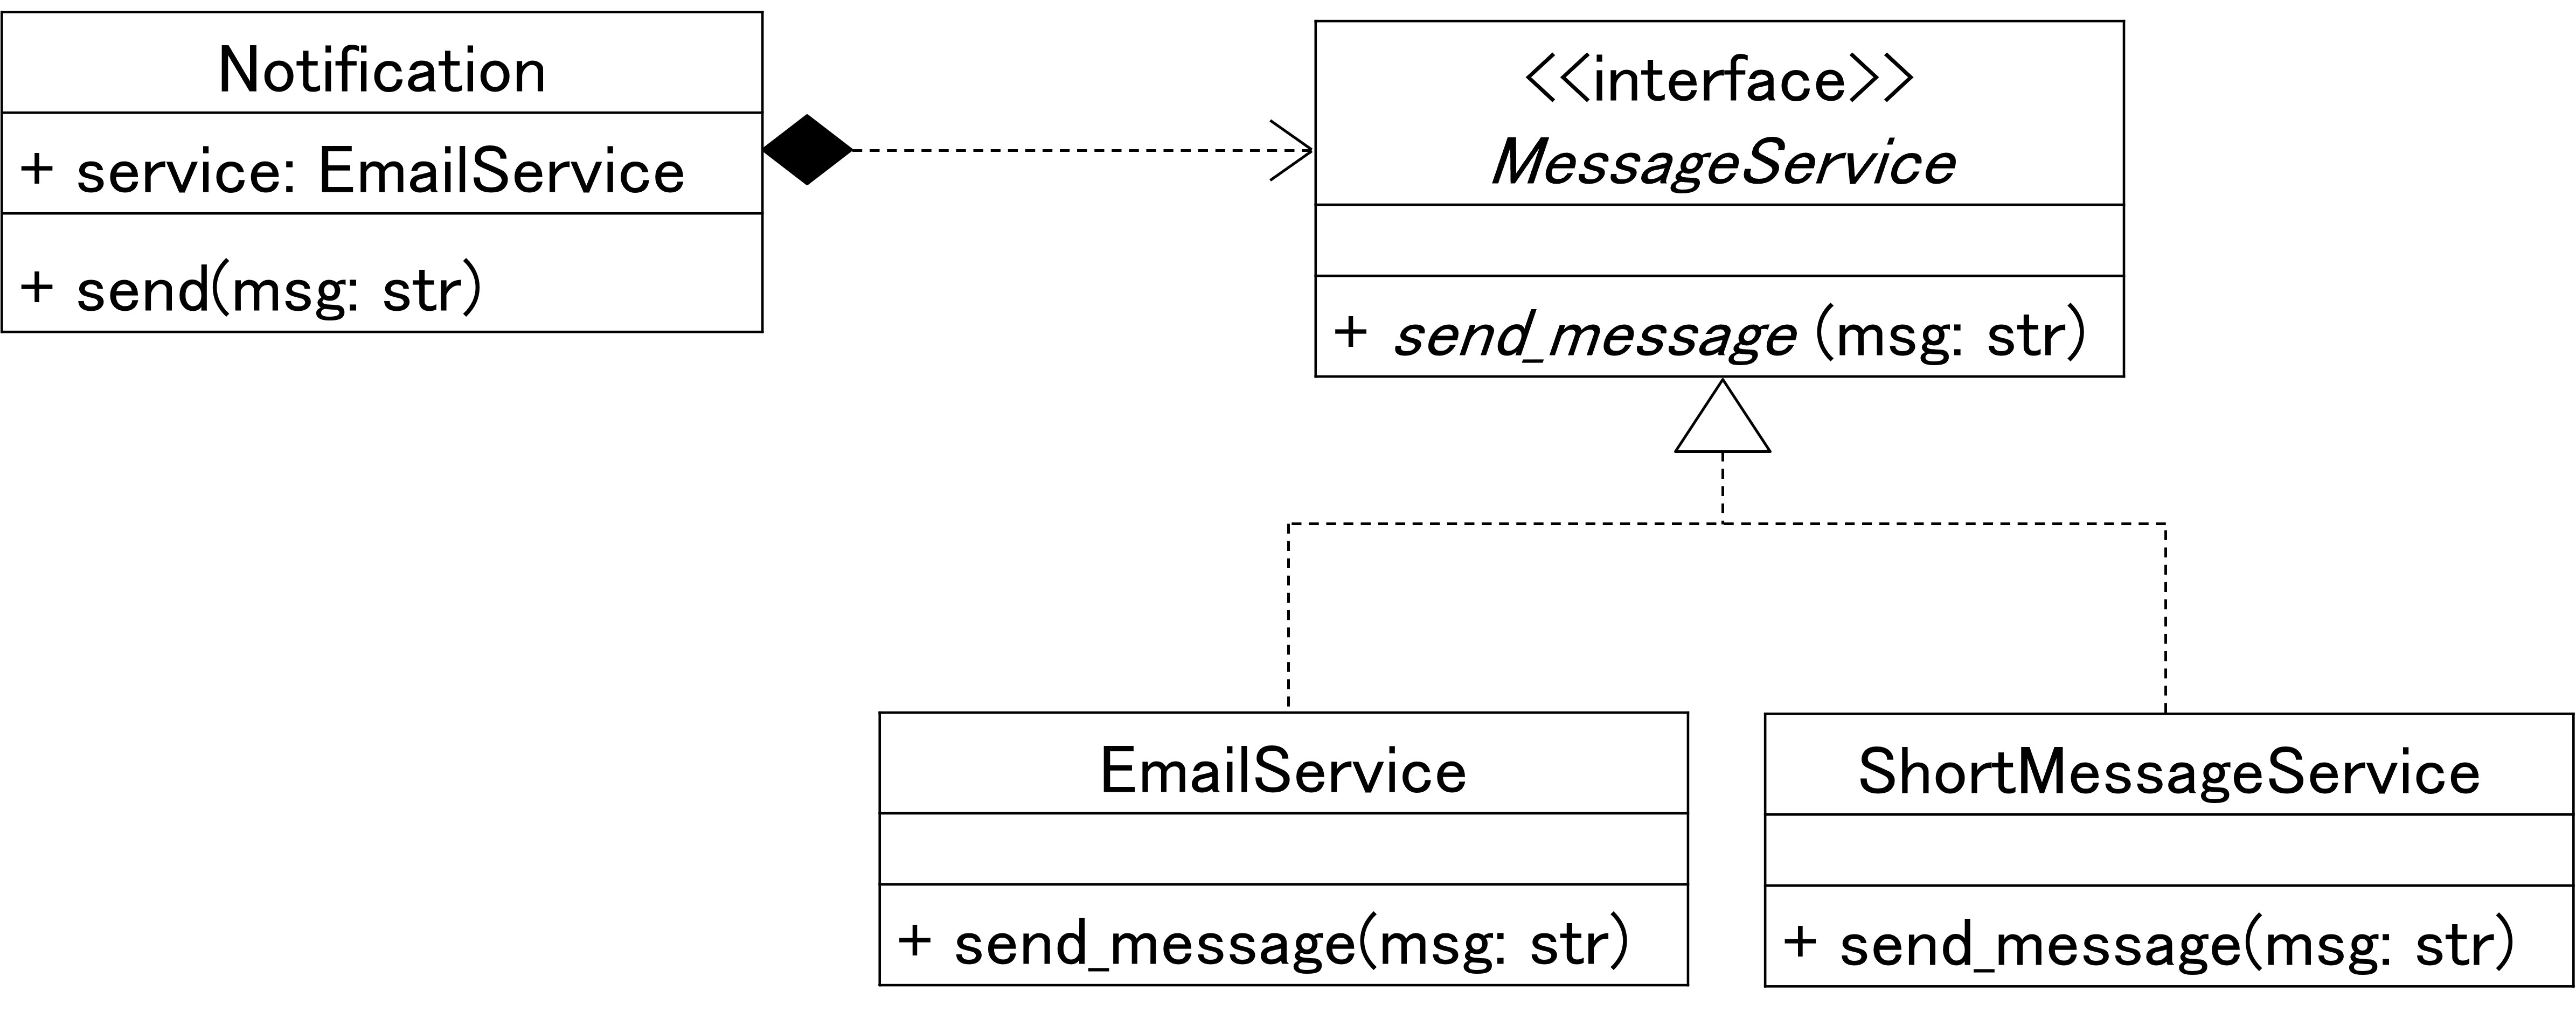 Notification
+ service: EmailService
+ send(msg: str)
<<interface>>
MessageService
+ send_message (msg: str)
EmailService
+ send_message(msg: str)
ShortMessageService
+ send_message(msg: str)